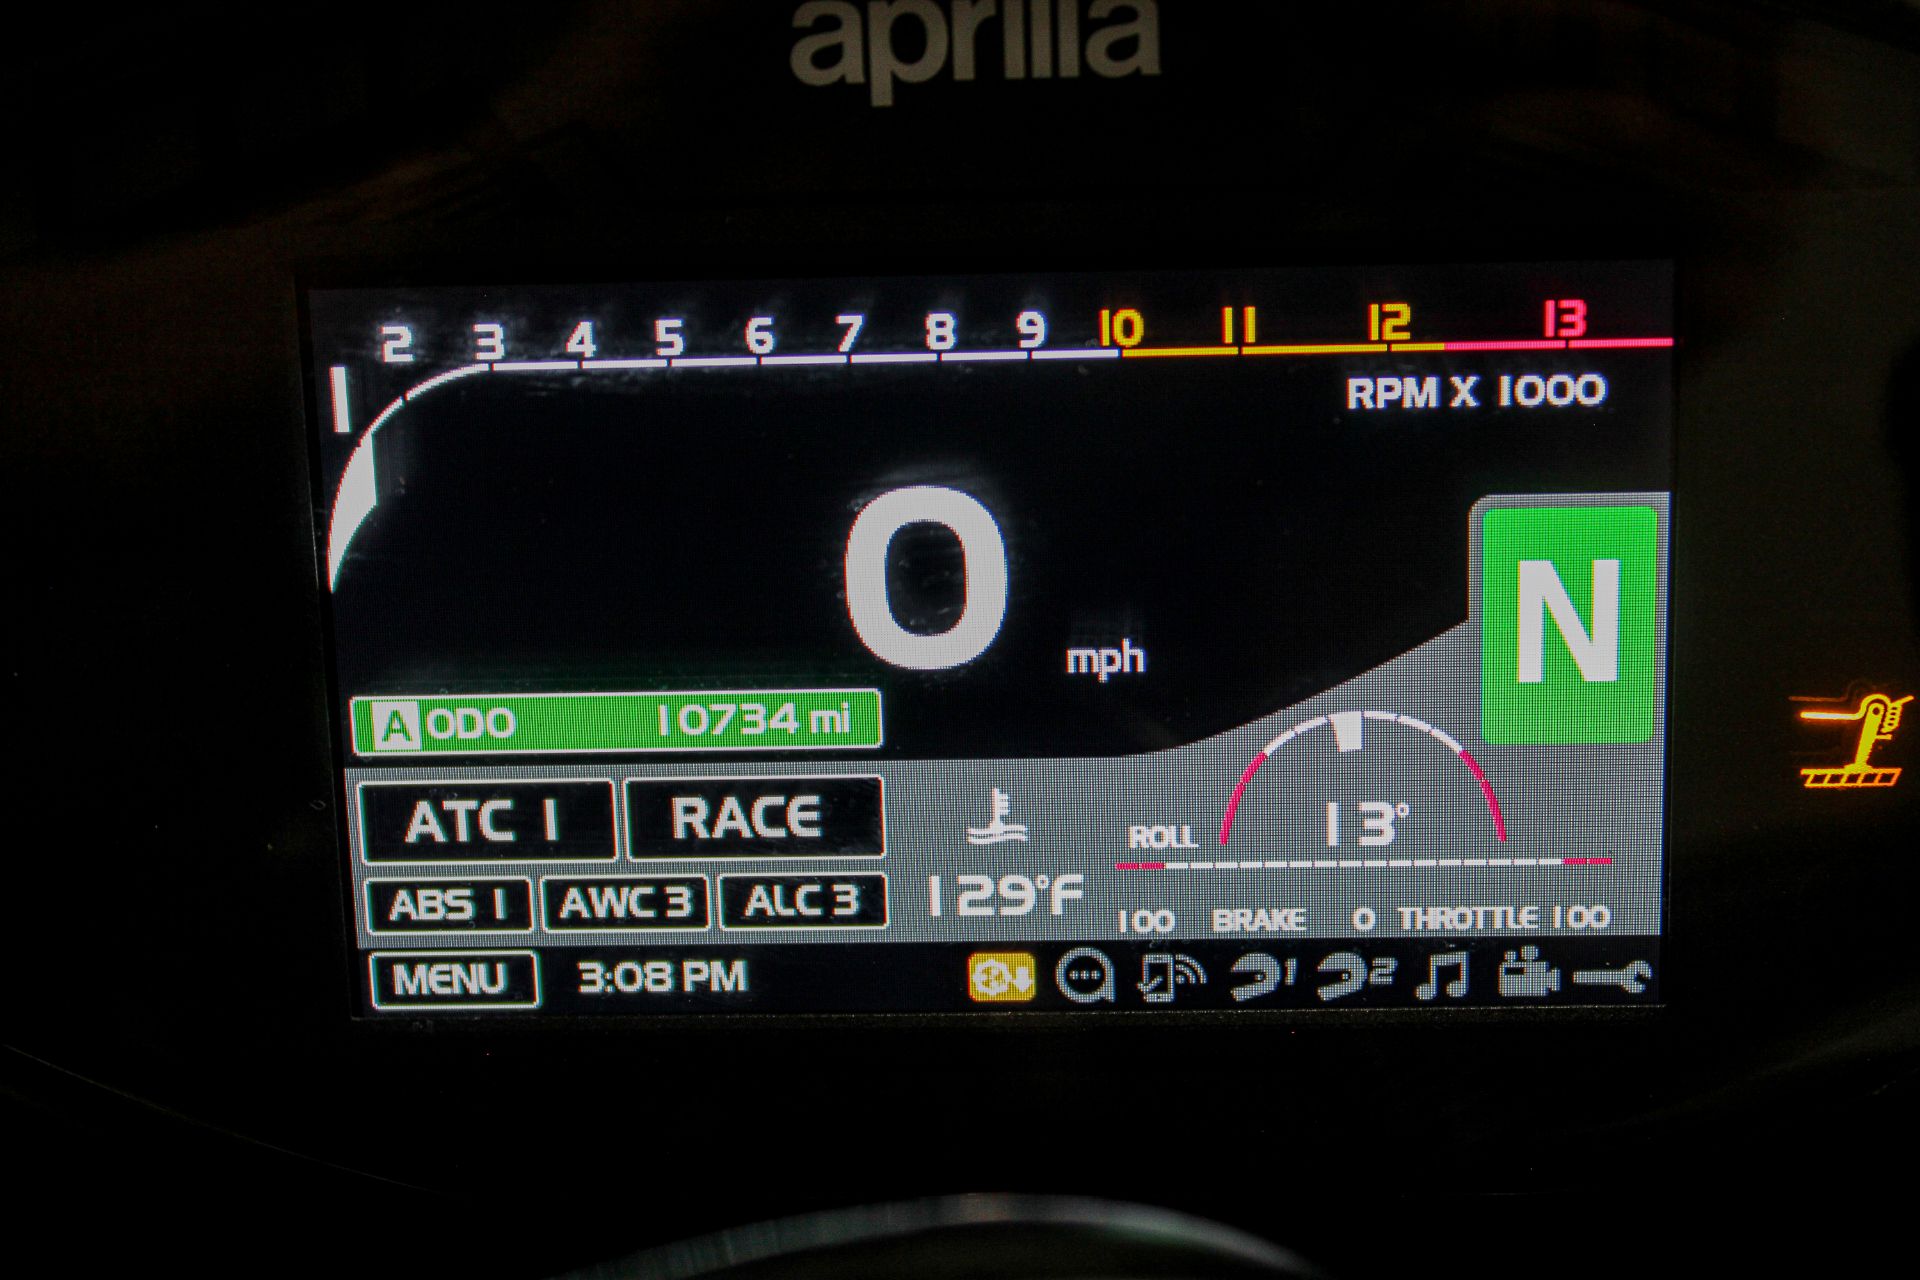 aprilia
1 2 3 4 5 6 7 8 9 10 11 12 13
RPM X 1000
0 mph
N
A ODO 10734 mi
ATC 1 RACE
ABS 1 AWC 3 ALC 3
129°F
ROLL 13°
100 BRAKE 0 THROTTLE 100
MENU 3:08 PM
1 2